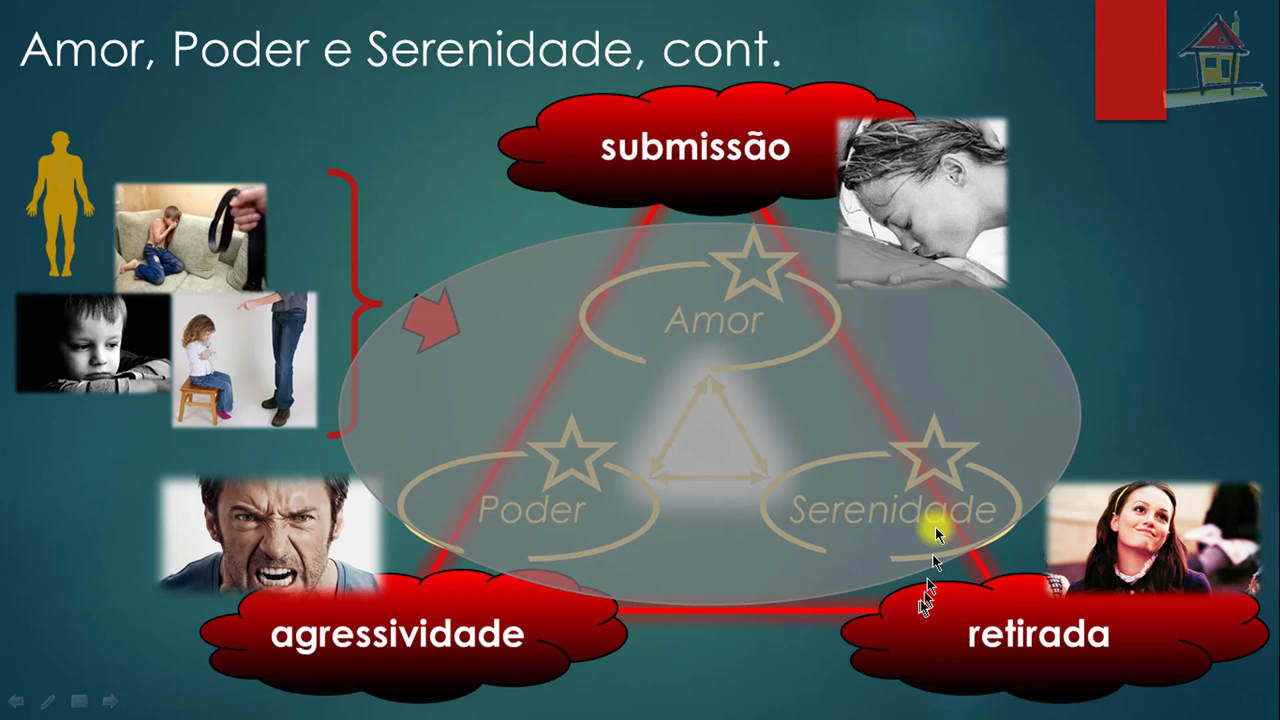 Amor, Poder e Serenidade, cont.
submissão
Amor
Poder
Serenidade
agressividade
retirada